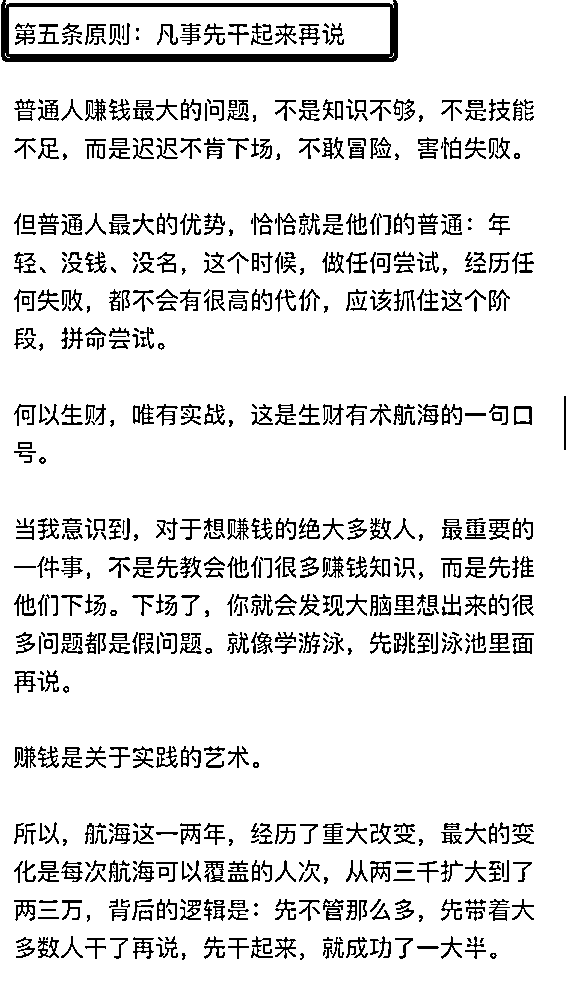 第五条原则：凡事先干起来再说
普通人赚钱最大的问题，不是知识不够，不是技能
不足，而是迟迟不肯下场，不敢冒险，害怕失败。
但普通人最大的优势，恰恰就是他们的普通：年
轻、没钱、没名，这个时候，做任何尝试，经历任
何失败，都不会有很高的代价，应该抓住这个阶
段，拼命尝试。
何以生财，唯有实战，这是生财有术航海的一句口
号。
当我意识到，对于想赚钱的绝大多数人，最重要的
一件事，不是先教会他们很多赚钱知识，而是先推
他们下场。下场了，你就会发现大脑里想出来的很
多问题都是假问题。就像学游泳，先跳到泳池里面
再说。
赚钱是关于实践的艺术。
所以，航海这一两年，经历了重大改变，最大的变
化是每次航海可以覆盖的人次，从两三千扩大到了
两三万，背后的逻辑是：先不管那么多，先带着大
多数人干了再说，先干起来，就成功了一大半。